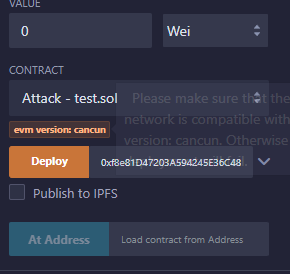 VALUE
0 Wei
CONTRACT
Attack - test.sol
Please make sure that the
network is compatible with
evm version: cancun
version: cancun. Otherwise
Deploy 0xf8e81D47203A594245E36C48
Publish to IPFS
At Address Load contract from Address